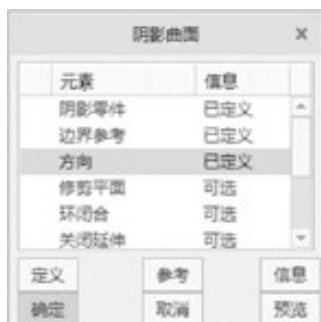 阴影曲面 ×
元素 信息
阴影零件 已定义
边界参考 已定义
方向 已定义
修剪平面 可选
环闭合 可选
关闭延伸 可选
定义 参考 信息
确定 取消 预览